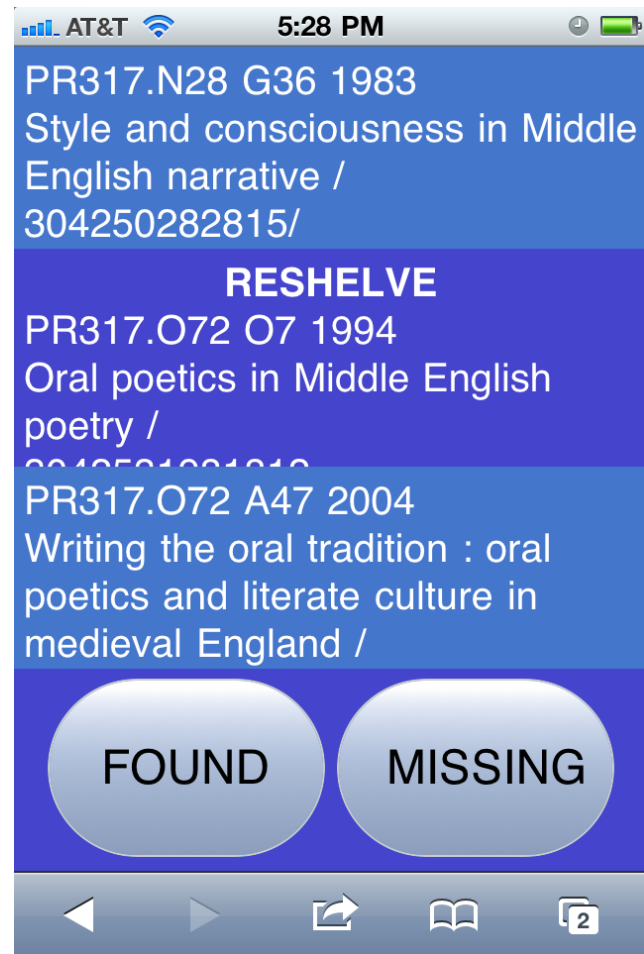 AT&T 5:28 PM
PR317.N28 G36 1983
Style and consciousness in Middle
English narrative /
304250282815/
RESHELVE
PR317.O72 O7 1994
Oral poetics in Middle English
poetry /
PR317.O72 A47 2004
Writing the oral tradition : oral
poetics and literate culture in
medieval England /
FOUND MISSING
2